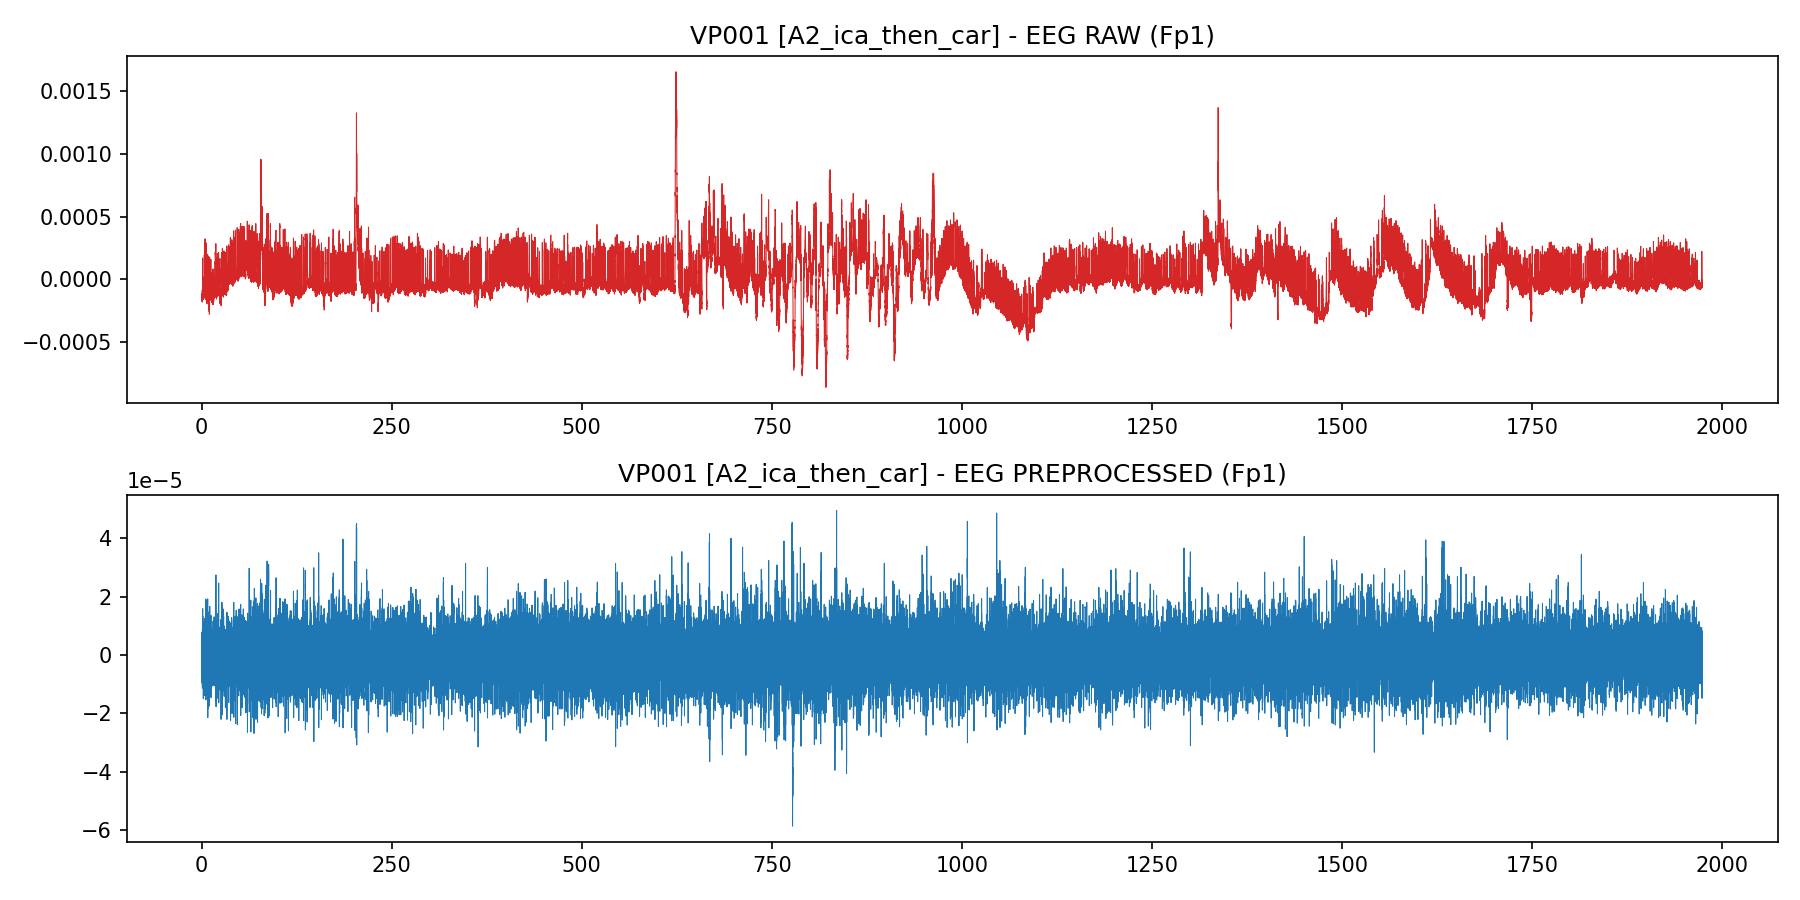 VP001 [A2_ica_then_car] - EEG RAW (Fp1)
0.0015
0.0010
0.0005
0.0000
−0.0005
0 250 500 750 1000 1250 1500 1750 2000
VP001 [A2_ica_then_car] - EEG PREPROCESSED (Fp1)
1e−5
4
2
0
−2
−4
−6
0 250 500 750 1000 1250 1500 1750 2000